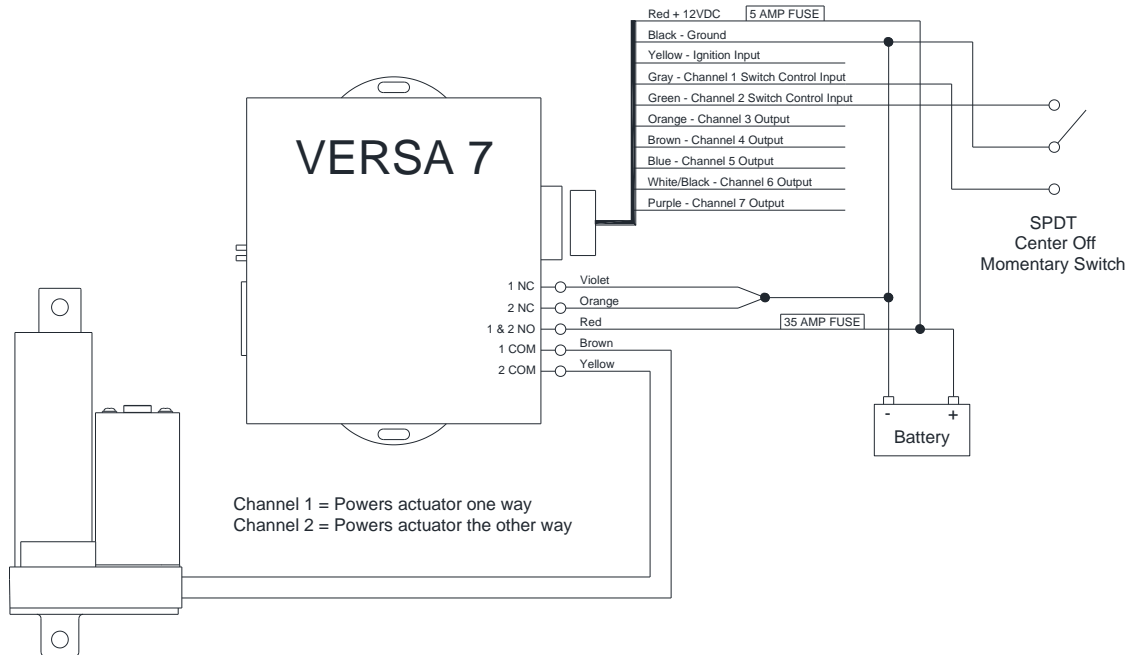 Red + 12VDC
5 AMP FUSE
Black - Ground
Yellow - Ignition Input
Gray - Channel 1 Switch Control Input
Green - Channel 2 Switch Control Input
Orange - Channel 3 Output
Brown - Channel 4 Output
Blue - Channel 5 Output
White/Black - Channel 6 Output
Purple - Channel 7 Output
VERSA 7
SPDT
Center Off
Momentary Switch
1 NC
Violet
2 NC
Orange
1 & 2 NO
Red
35 AMP FUSE
1 COM
Brown
2 COM
Yellow
- +
Battery
Channel 1 = Powers actuator one way
Channel 2 = Powers actuator the other way